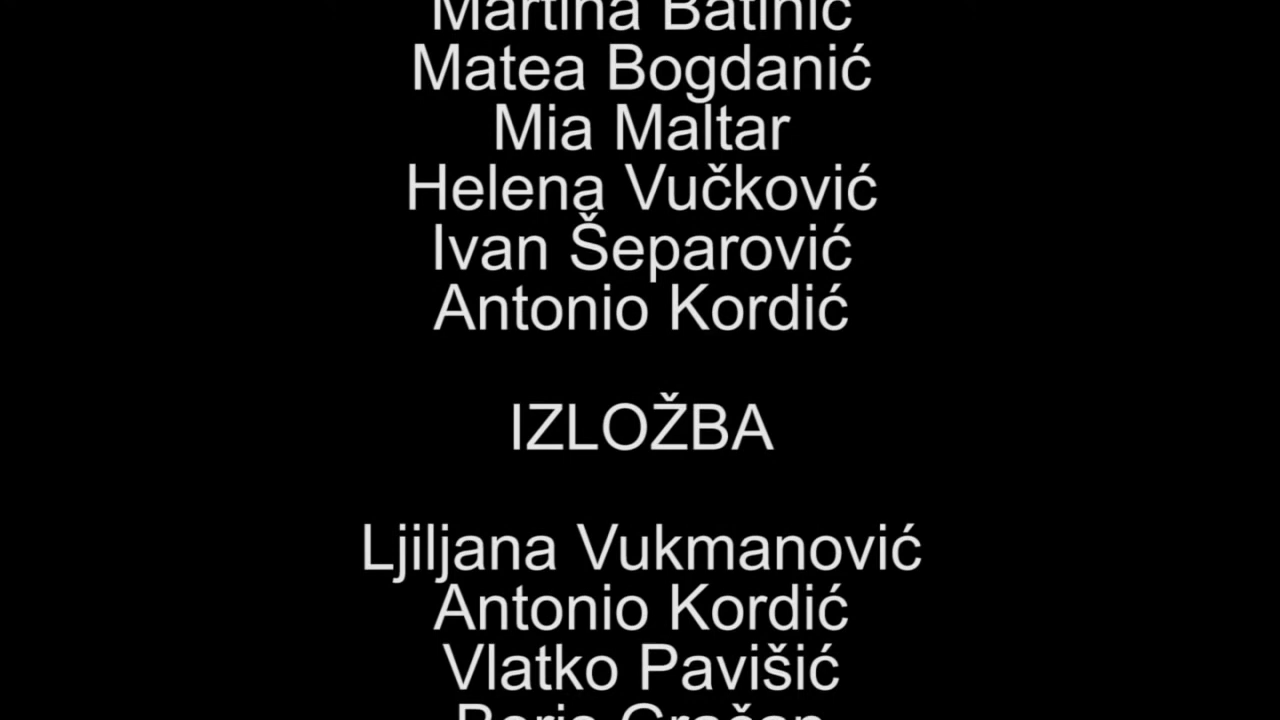 Martina Batinić
Matea Bogdanić
Mia Maltar
Helena Vučković
Ivan Šeparović
Antonio Kordić
IZLOŽBA
Ljiljana Vukmanović
Antonio Kordić
Vlatko Pavišić